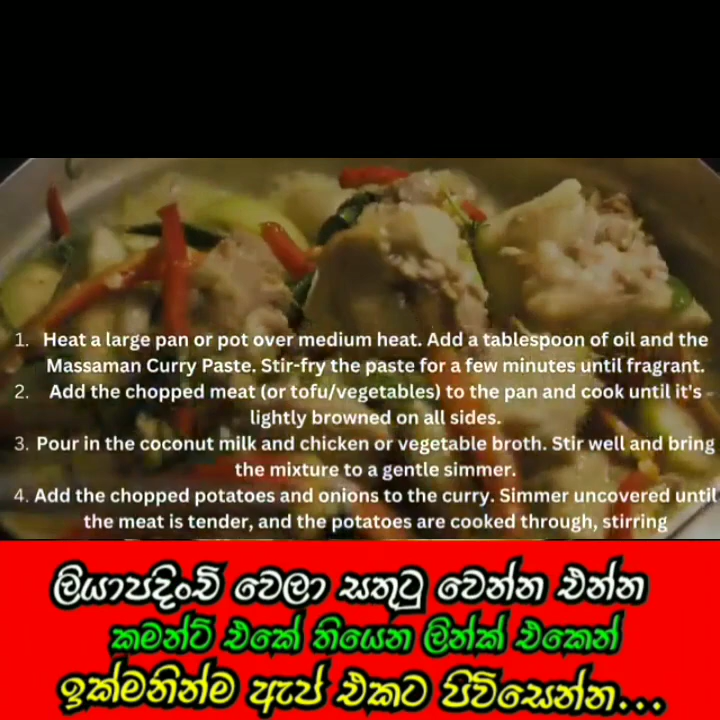 1. Heat a large pan or pot over medium heat. Add a tablespoon of oil and the
Massaman Curry Paste. Stir-fry the paste for a few minutes until fragrant.
2. Add the chopped meat (or tofu/vegetables) to the pan and cook until it's
lightly browned on all sides.
3. Pour in the coconut milk and chicken or vegetable broth. Stir well and bring
the mixture to a gentle simmer.
4. Add the chopped potatoes and onions to the curry. Simmer uncovered until
the meat is tender, and the potatoes are cooked through, stirring
ලියාපදිංචි වෙලා සතුටු වෙන්න එන්න
කමන්ට් එකේ තියෙන ලින්ක් එකෙන්
ඉක්මනින්ම ඇප් එකට පිවිසෙන්න...